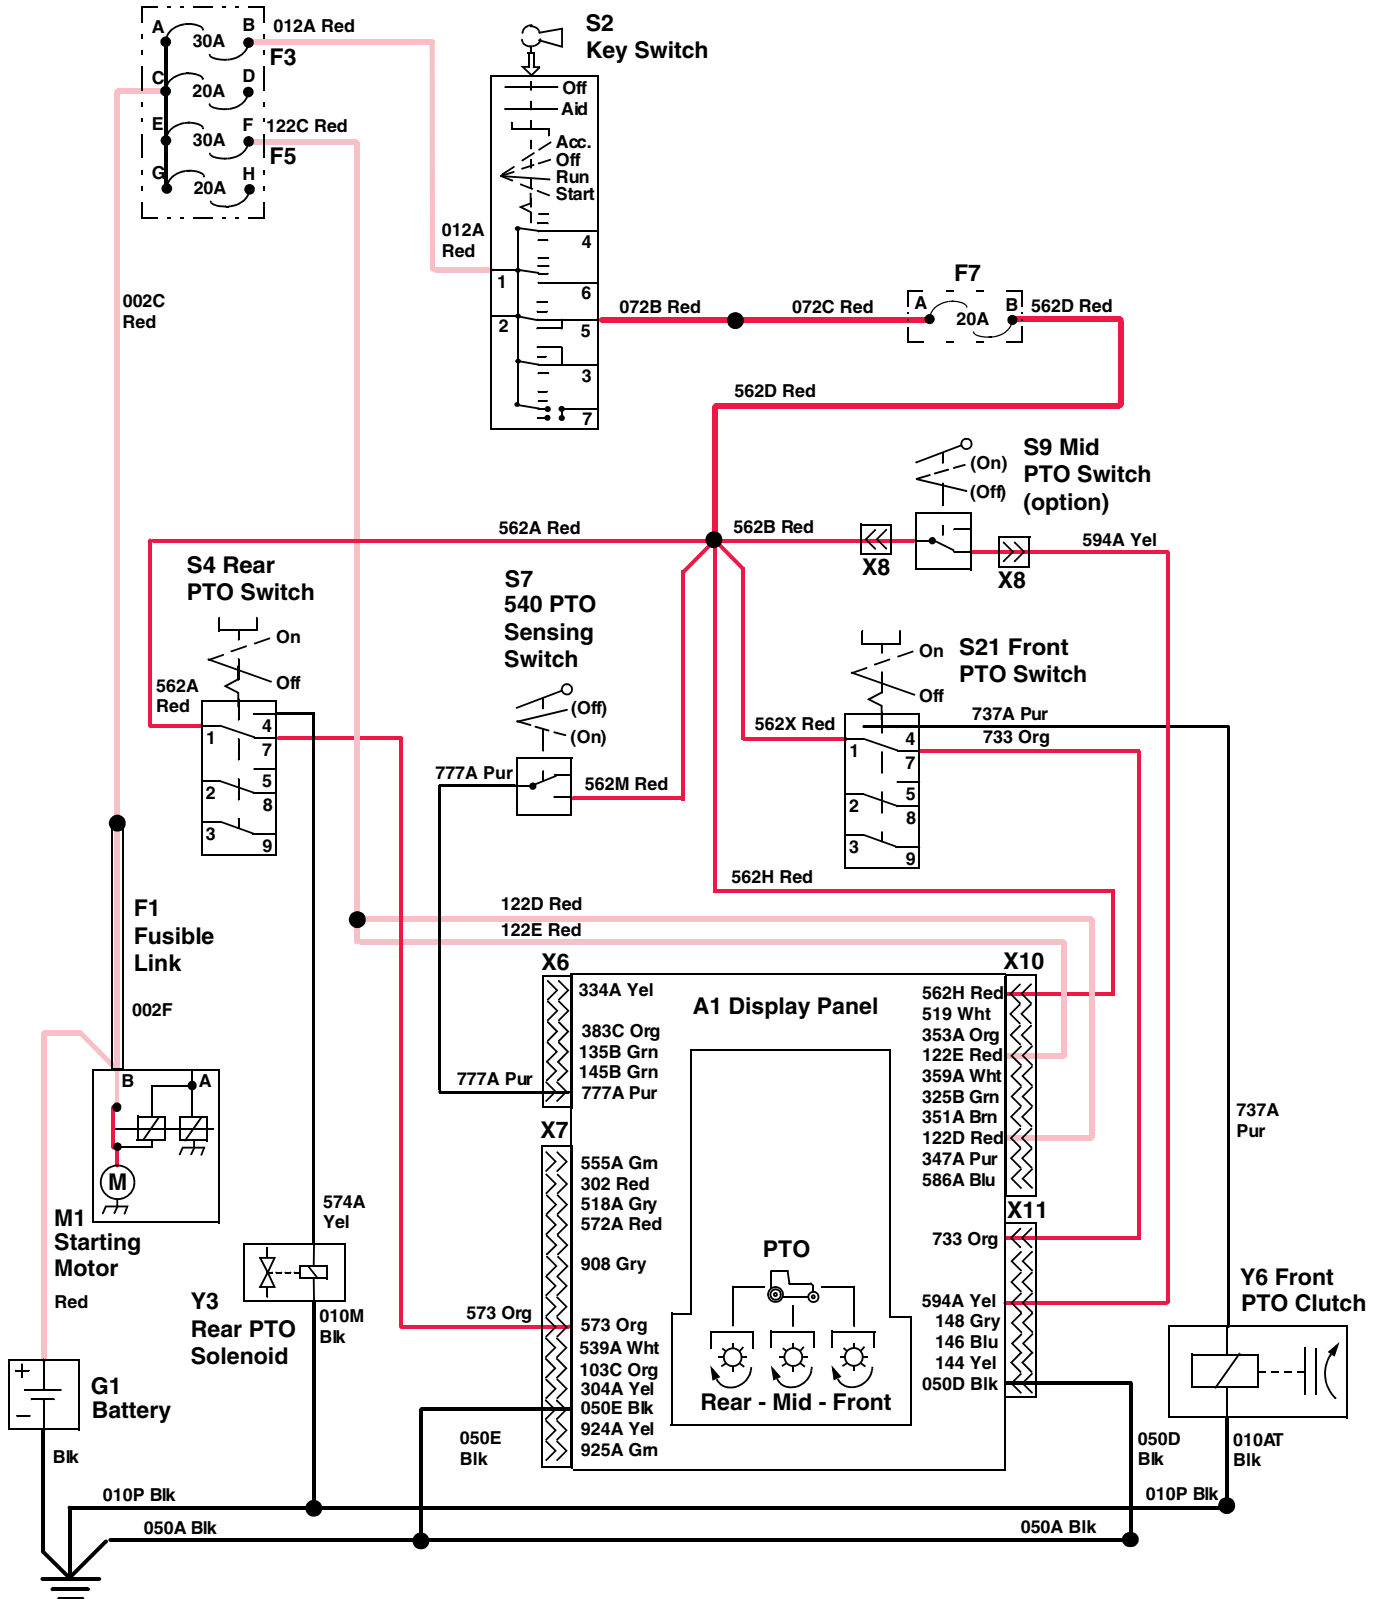 A
30A
B
012A Red
F3
C
20A
D
E
30A
F
122C Red
F5
G
20A
H
S2
Key Switch
Off
Aid
Acc.
Off
Run
Start
012A
Red
1
2
4
6
5
3
7
002C
Red
072B Red
072C Red
F7
A
20A
B
562D Red
562D Red
S9 Mid
PTO Switch
(option)
(On)
(Off)
562A Red
562B Red
X8
X8
594A Yel
S4 Rear
PTO Switch
On
Off
562A
Red
1
4
7
2
5
8
3
9
S7
540 PTO
Sensing
Switch
(Off)
(On)
777A Pur
562M Red
S21 Front
PTO Switch
On
Off
562X Red
737A Pur
733 Org
1
4
7
2
5
8
3
9
562H Red
122D Red
122E Red
F1
Fusible
Link
002F
B
A
M
M1
Starting
Motor
Red
G1
Battery
+
−
Blk
574A
Yel
Y3
Rear PTO
Solenoid
010M
Blk
X6
334A Yel
383C Org
135B Grn
145B Grn
777A Pur
777A Pur
X7
555A Grn
302 Red
518A Gry
572A Red
908 Gry
573 Org
573 Org
539A Wht
103C Org
304A Yel
050E Blk
924A Yel
925A Grn
050E
Blk
A1 Display Panel
PTO
Rear - Mid - Front
X10
562H Red
519 Wht
353A Org
122E Red
359A Wht
325B Grn
351A Brn
122D Red
347A Pur
586A Blu
X11
733 Org
594A Yel
148 Gry
146 Blu
144 Yel
050D Blk
737A
Pur
Y6 Front
PTO Clutch
050D
Blk
010AT
Blk
010P Blk
010P Blk
050A Blk
050A Blk